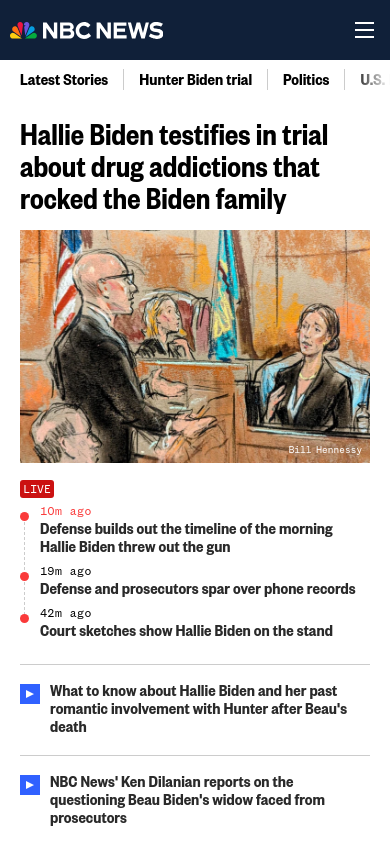 NBC NEWS
Latest Stories
Hunter Biden trial
Politics
U.S.
Hallie Biden testifies in trial
about drug addictions that
rocked the Biden family
Bill Hennessy
LIVE
10m ago
Defense builds out the timeline of the morning
Hallie Biden threw out the gun
19m ago
Defense and prosecutors spar over phone records
42m ago
Court sketches show Hallie Biden on the stand
What to know about Hallie Biden and her past
romantic involvement with Hunter after Beau's
death
NBC News' Ken Dilanian reports on the
questioning Beau Biden's widow faced from
prosecutors